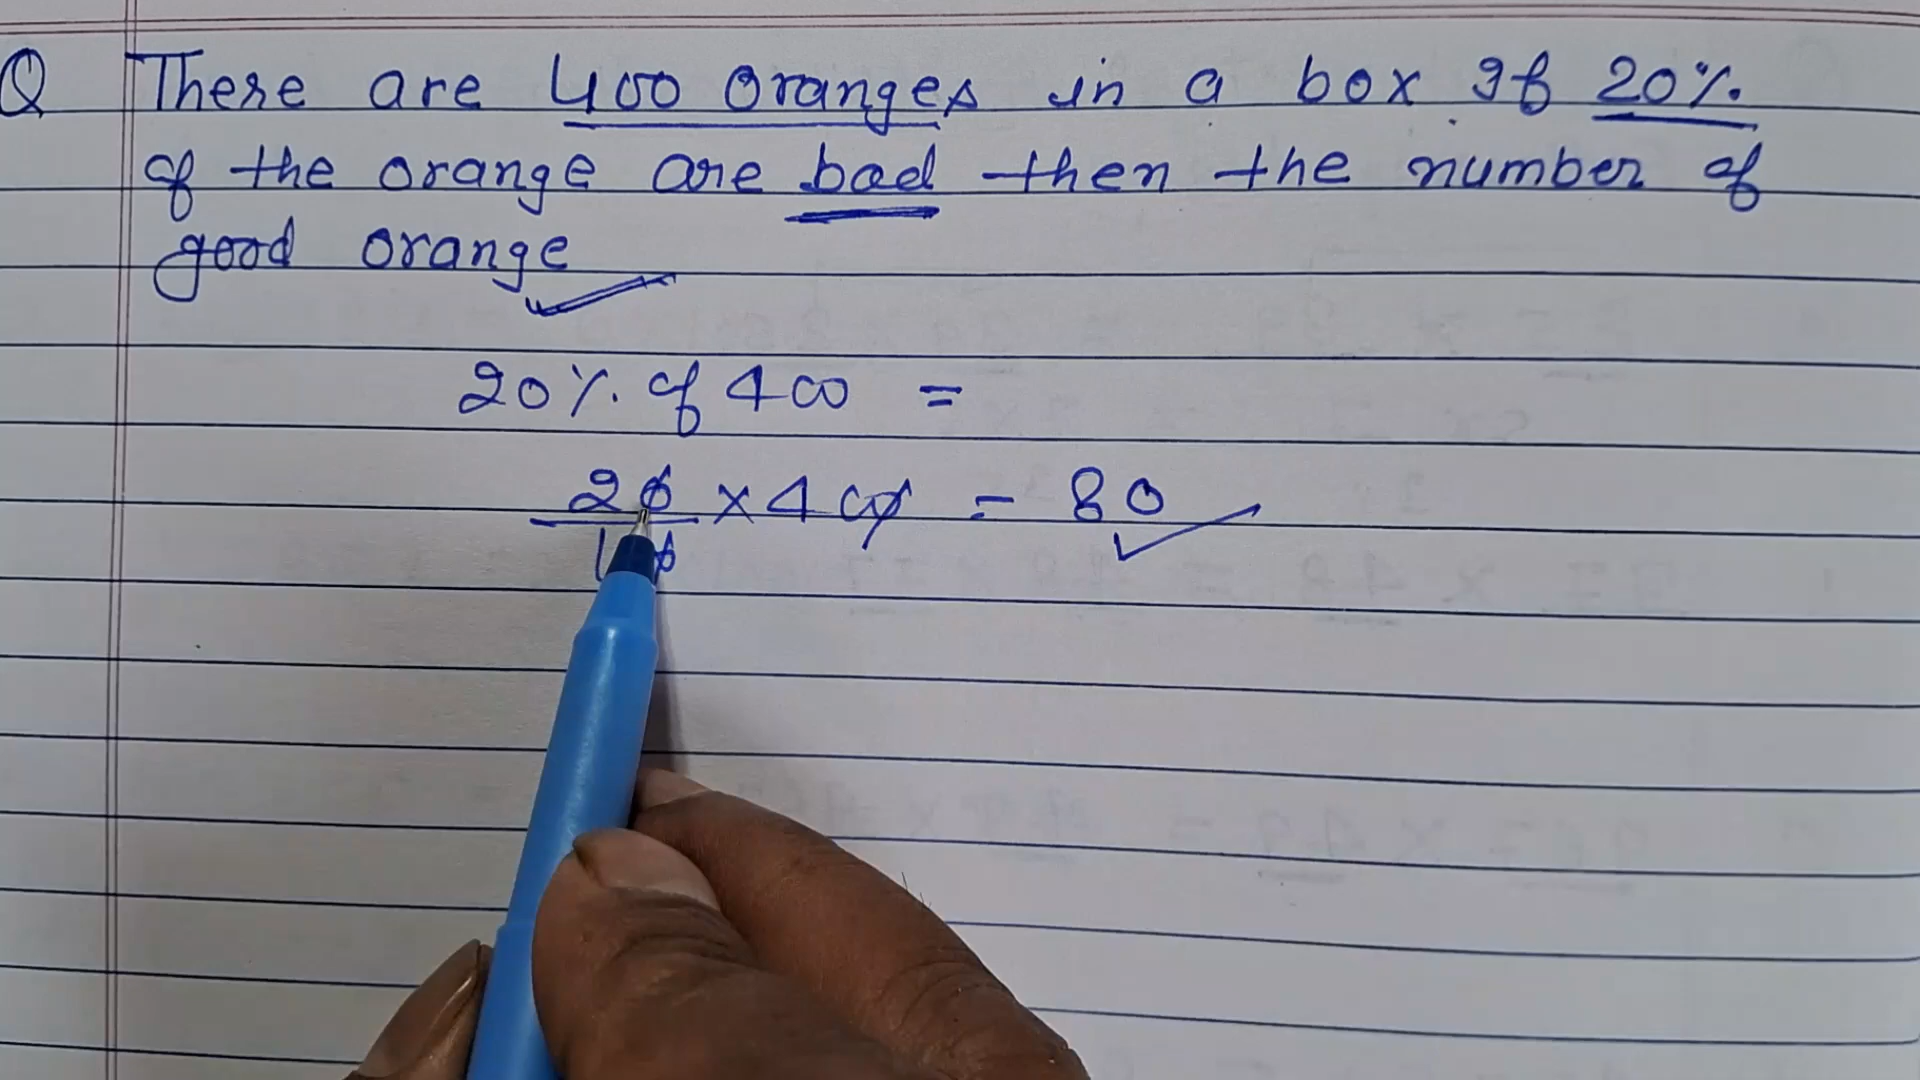 Q There are 400 oranges in a box If 20%
of the orange are bad then the number of
good orange
20% of 400 =
20 × 400 = 80
100